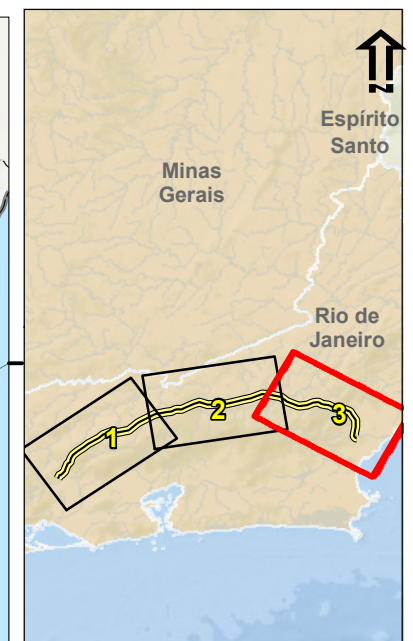 N
Espírito
Santo
Minas
Gerais
Rio de
Janeiro
1
2
3